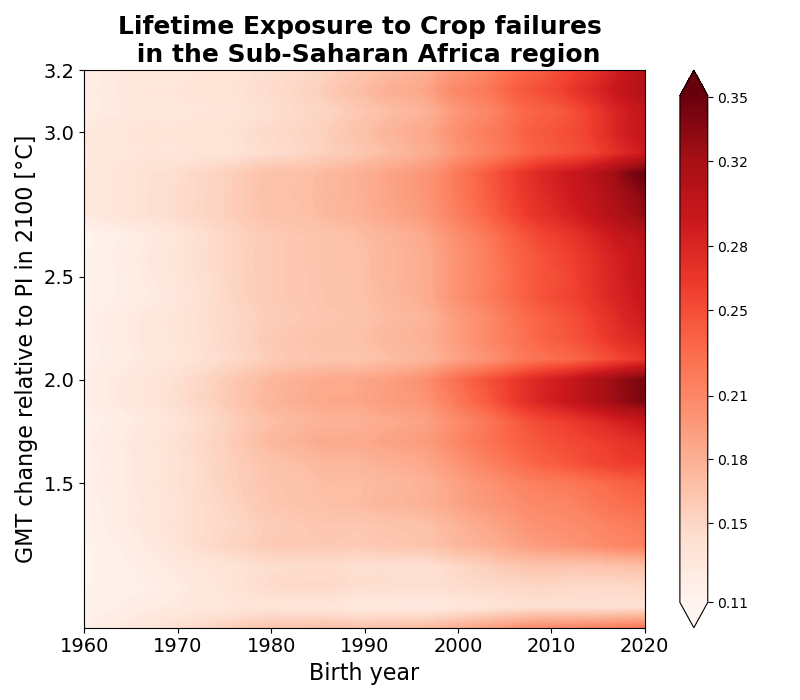 Lifetime Exposure to Crop failures
in the Sub-Saharan Africa region
GMT change relative to PI in 2100 [°C]
3.2
3.0
2.5
2.0
1.5
1960 1970 1980 1990 2000 2010 2020
Birth year
0.35
0.32
0.28
0.25
0.21
0.18
0.15
0.11